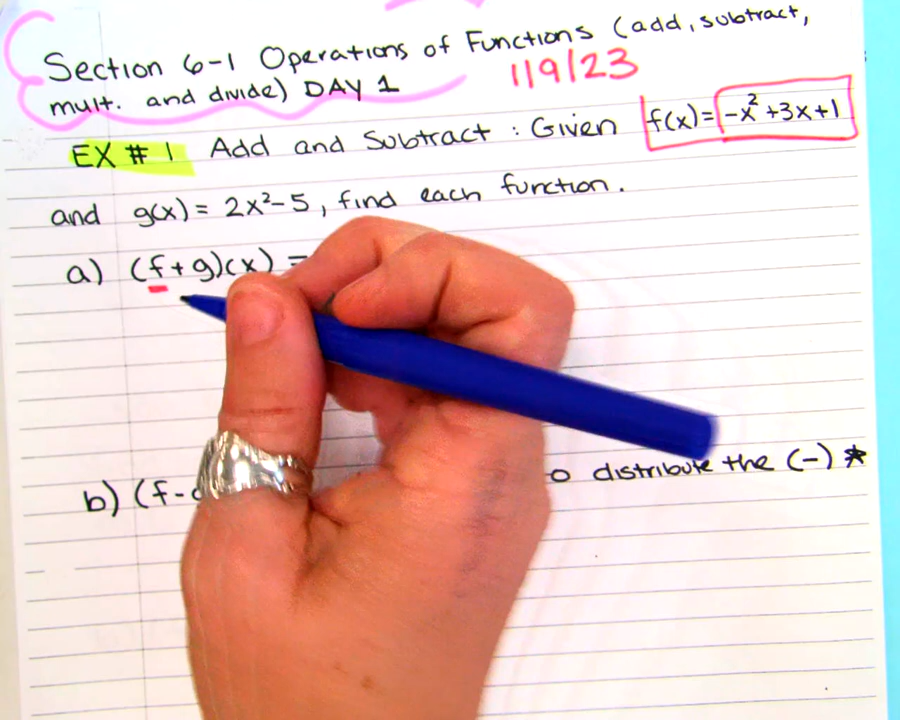 Section 6-1 Operations of Functions (add, subtract,
mult. and divide) DAY 1 1/9/23
EX # 1 Add and Subtract : Given f(x) = -x² +3x+1
and g(x) = 2x²-5, find each function.
a) (f+g)(x) =
b) (f- distribute the (-) *